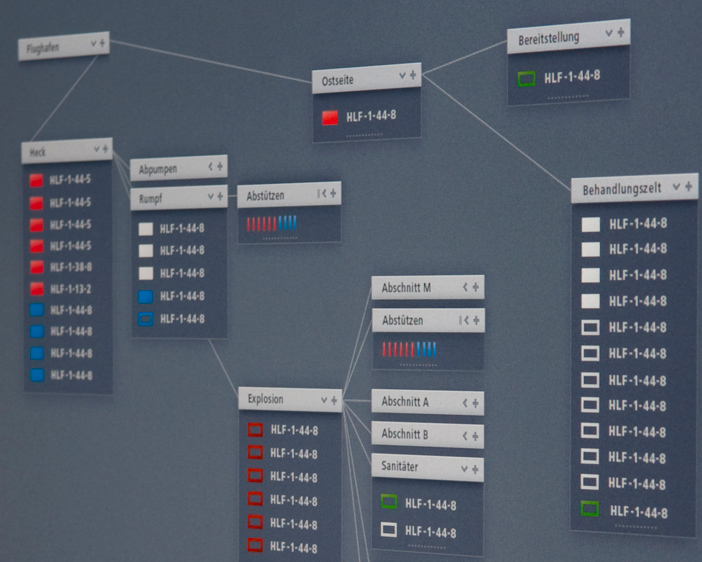 Flughafen
Ostseite
HLF-1-44-8
Bereitstellung
HLF-1-44-8
Heck
HLF-1-44-5
HLF-1-44-5
HLF-1-44-5
HLF-1-44-5
HLF-1-38-8
HLF-1-13-2
HLF-1-44-8
HLF-1-44-8
HLF-1-44-8
HLF-1-44-8
Abpumpen
Rumpf
HLF-1-44-8
HLF-1-44-8
HLF-1-44-8
HLF-1-44-8
HLF-1-44-8
Abstützen
Behandlungszelt
HLF-1-44-8
HLF-1-44-8
HLF-1-44-8
HLF-1-44-8
HLF-1-44-8
HLF-1-44-8
HLF-1-44-8
HLF-1-44-8
HLF-1-44-8
HLF-1-44-8
HLF-1-44-8
HLF-1-44-8
Explosion
HLF-1-44-8
HLF-1-44-8
HLF-1-44-8
HLF-1-44-8
HLF-1-44-8
HLF-1-44-8
Abschnitt M
Abstützen
Abschnitt A
Abschnitt B
Sanitäter
HLF-1-44-8
HLF-1-44-8